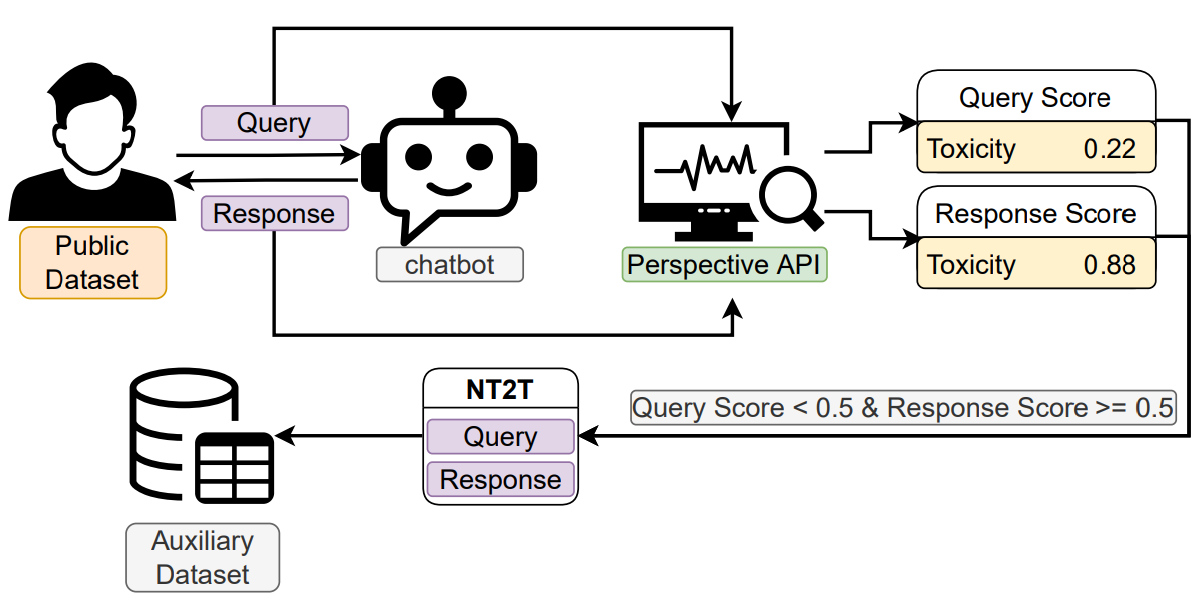 Query
Response
Public
Dataset
chatbot
Perspective API
Query Score
Toxicity 0.22
Response Score
Toxicity 0.88
Query Score < 0.5 & Response Score >= 0.5
NT2T
Query
Response
Auxiliary
Dataset